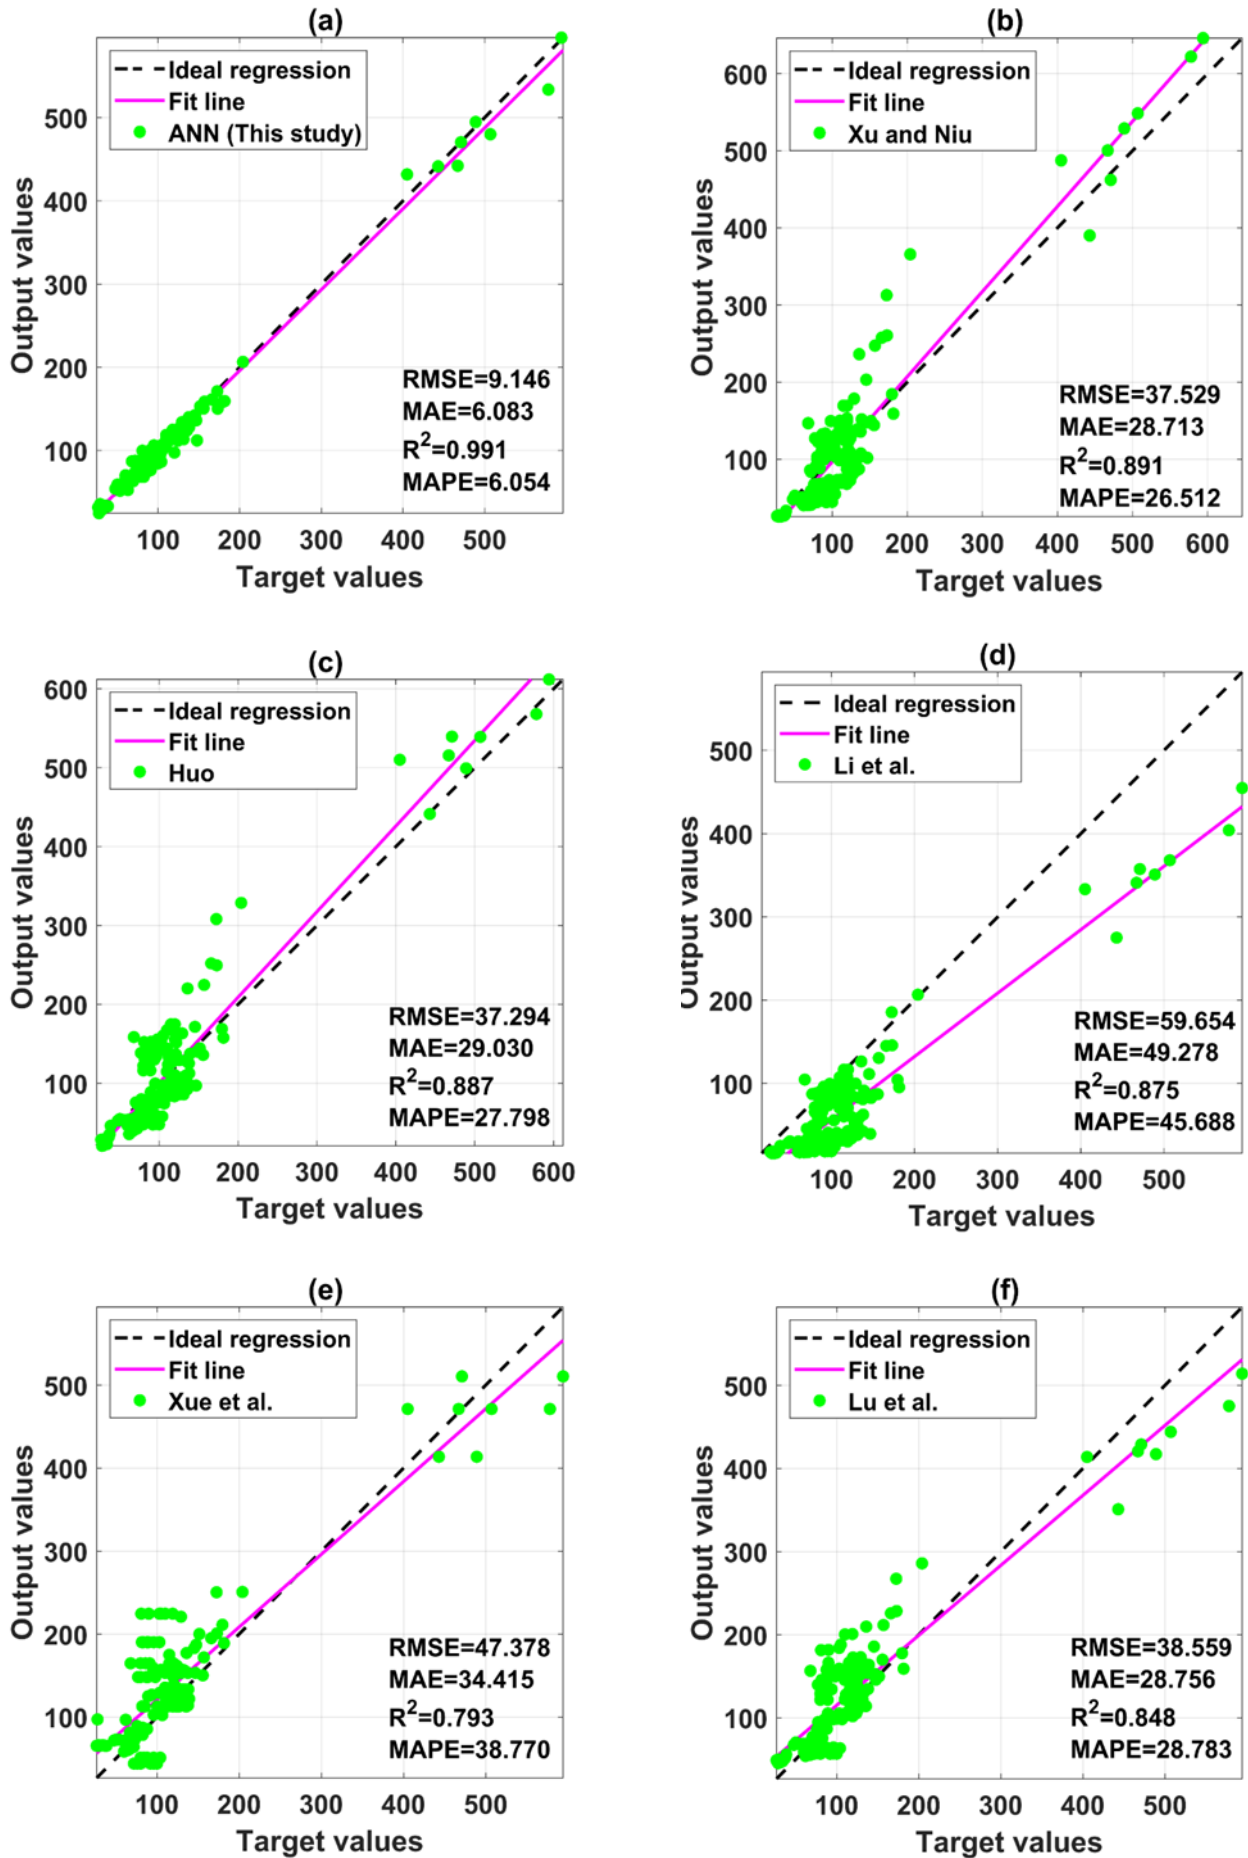 (a)
Ideal regression
Fit line
ANN (This study)
500
400
300
200
100
Output values
RMSE=9.146
MAE=6.083
R²=0.991
MAPE=6.054
100 200 300 400 500
Target values
(b)
Ideal regression
Fit line
Xu and Niu
600
500
400
300
200
100
Output values
RMSE=37.529
MAE=28.713
R²=0.891
MAPE=26.512
100 200 300 400 500 600
Target values
(c)
Ideal regression
Fit line
Huo
600
500
400
300
200
100
Output values
RMSE=37.294
MAE=29.030
R²=0.887
MAPE=27.798
100 200 300 400 500 600
Target values
(d)
Ideal regression
Fit line
Li et al.
500
400
300
200
100
Output values
RMSE=59.654
MAE=49.278
R²=0.875
MAPE=45.688
100 200 300 400 500
Target values
(e)
Ideal regression
Fit line
Xue et al.
500
400
300
200
100
Output values
RMSE=47.378
MAE=34.415
R²=0.793
MAPE=38.770
100 200 300 400 500
Target values
(f)
Ideal regression
Fit line
Lu et al.
500
400
300
200
100
Output values
RMSE=38.559
MAE=28.756
R²=0.848
MAPE=28.783
100 200 300 400 500
Target values